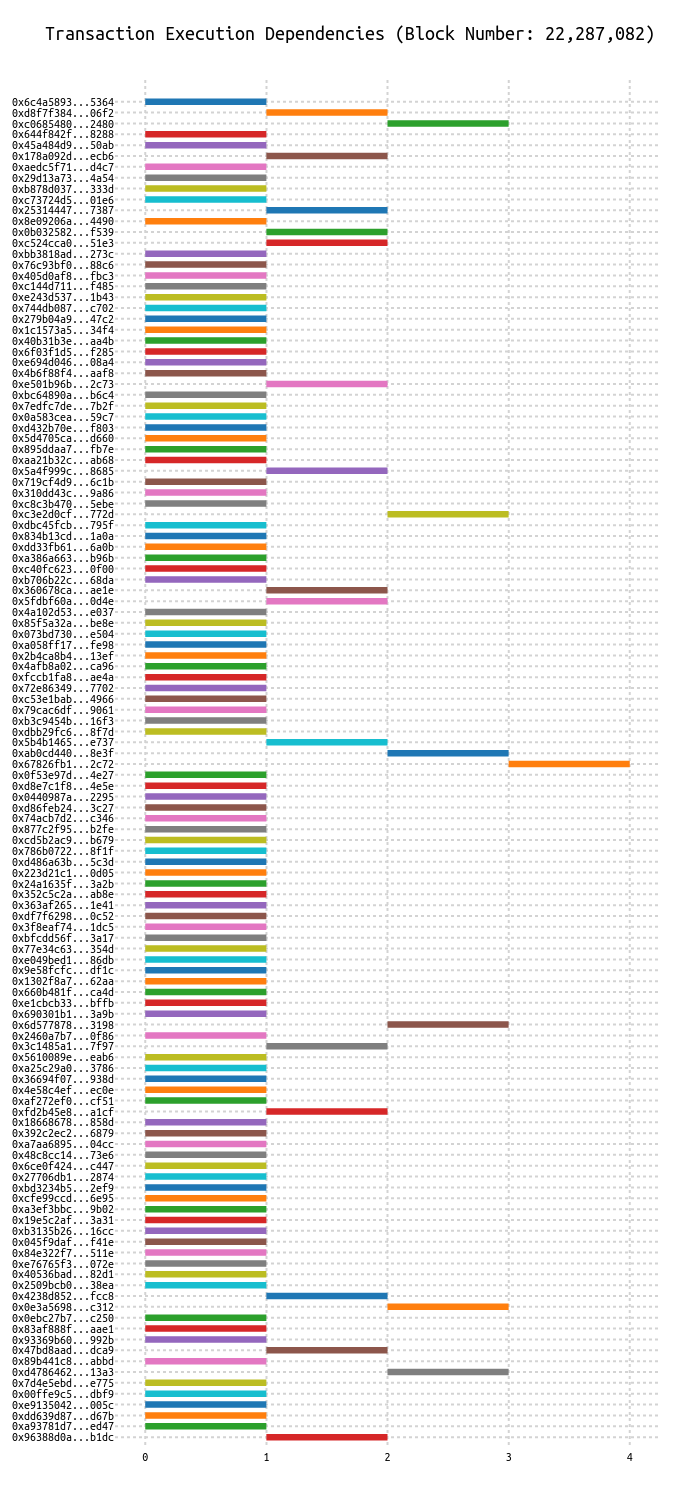 Transaction Execution Dependencies (Block Number: 22,287,082)
0x6c4a5893...5364
0xd8f7f384...06f2
0xc0685480...2480
0x644f842f...8288
0x45a484d9...50ab
0x178a092d...ecb6
0xaedc5f71...d4c7
0x29d13a73...4a54
0xb878d037...333d
0xc73724d5...01e6
0x25314447...7387
0x8e09206a...4490
0x0b032582...f539
0xc524cca0...51e3
0xbb3818ad...273c
0x76c93bf0...88c6
0x405d0af8...fbc3
0xc144d711...f485
0xe243d537...1b43
0x744db087...c702
0x279b04a9...47c2
0x1c1573a5...34f4
0x40b31b3e...aa4b
0x6f03f1d5...f285
0xe694d046...08a4
0x4b6f88f4...aaf8
0xe501b96b...2c73
0xbc64890a...b6c4
0x7edfc7de...7b2f
0x0a583cea...59c7
0xd432b70e...f803
0x5d4705ca...d660
0x895ddaa7...fb7e
0xaa21b32c...ab68
0x5a4f999c...8685
0x719cf4d9...6c1b
0x310dd43c...9a86
0xc8c3b470...5ebe
0xc3e2d0cf...772d
0xdbc45fcb...795f
0x834b13cd...1a0a
0xdd33fb61...6a0b
0xa386a663...b96b
0xc40fc623...0f00
0xb706b22c...68da
0x360678ca...ae1e
0x5fdbf60a...0d4e
0x4a102d53...e037
0x85f5a32a...be8e
0x073bd730...e504
0xa058ff17...fe98
0x2b4ca8b4...13ef
0x4afb8a02...ca96
0xfccb1fa8...ae4a
0x72e86349...7702
0xc53e1bab...4966
0x79cac6df...9061
0xb3c9454b...16f3
0xdbb29fc6...8f7d
0x5b4b1465...e737
0xab0cd440...8e3f
0x67826fb1...2c72
0x0f53e97d...4e27
0xd8e7c1f8...4e5e
0x0440987a...2295
0xd86feb24...3c27
0x74acb7d2...c346
0x877c2f95...b2fe
0xcd5b2ac9...b679
0x786b0722...8f1f
0xd486a63b...5c3d
0x223d21c1...0d05
0x24a1635f...3a2b
0x352c5c2a...ab8e
0x363af265...1e41
0xdf7f6298...0c52
0x3f8eaf74...1dc5
0xbfcdd56f...3a17
0x77e34c63...354d
0xe049bed1...86db
0x9e58fcfc...df1c
0x1302f8a7...62aa
0x660b481f...ca4d
0xe1cbcb33...bffb
0x690301b1...3a9b
0x6d577878...3198
0x2460a7b7...0f86
0x3c1485a1...7f97
0x5610089e...eab6
0xa25c29a0...3786
0x36694f07...938d
0x4e58c4ef...ec0e
0xaf272ef0...cf51
0xfd2b45e8...a1cf
0x18668678...858d
0x392c2ec2...6879
0xa7aa6895...04cc
0x48c8cc14...73e6
0x6ce0f424...c447
0x27706db1...2874
0xbd3234b5...2ef9
0xcfe99ccd...6e95
0xa3ef3bbc...9b02
0x19e5c2af...3a31
0xb3135b26...16cc
0x045f9daf...f41e
0x84e322f7...511e
0xe76765f3...072e
0x40536bad...82d1
0x2509bcb0...38ea
0x4238d852...fcc8
0x0e3a5698...c312
0x0ebc27b7...c250
0x83af888f...aae1
0x93369b60...992b
0x47bd8aad...dca9
0x89b441c8...abbd
0xd4786462...13a3
0x7d4e5ebd...e775
0x00ffe9c5...dbf9
0xe9135042...005c
0xdd639d87...d67b
0xa93781d7...ed47
0x96388d0a...b1dc
0 1 2 3 4